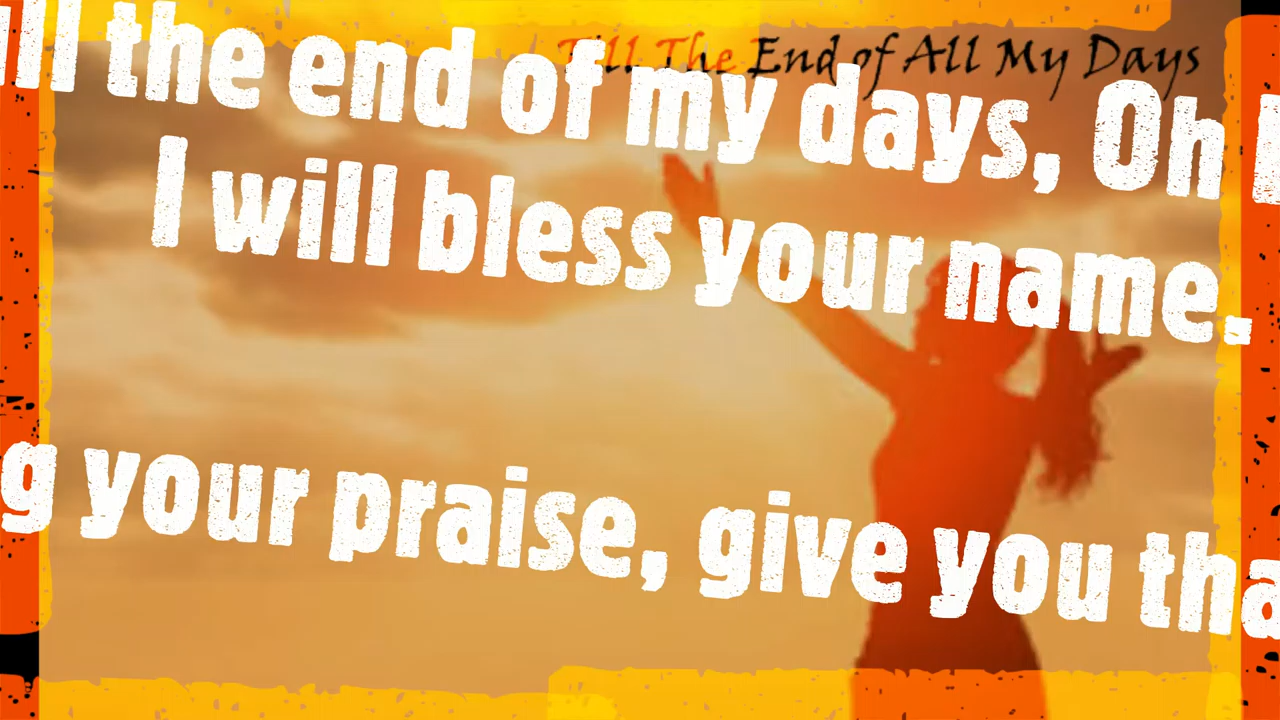 Till The End of All My Days
ill the end of my days, Oh
I will bless your name.
g your praise, give you tha